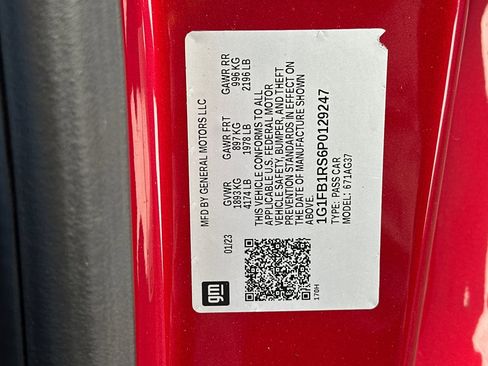 gm
MFD BY GENERAL MOTORS LLC
01/23 GVWR GAWR FRT GAWR RR
1893 KG 897 KG 996 KG
4174 LB 1978 LB 2196 LB
THIS VEHICLE CONFORMS TO ALL
APPLICABLE U.S. FEDERAL MOTOR
VEHICLE SAFETY, BUMPER, AND THEFT
PREVENTION STANDARDS IN EFFECT ON
THE DATE OF MANUFACTURE SHOWN
ABOVE.
1G1FB1RS6P0129247
TYPE: PASS CAR
MODEL: 671AG37
170H